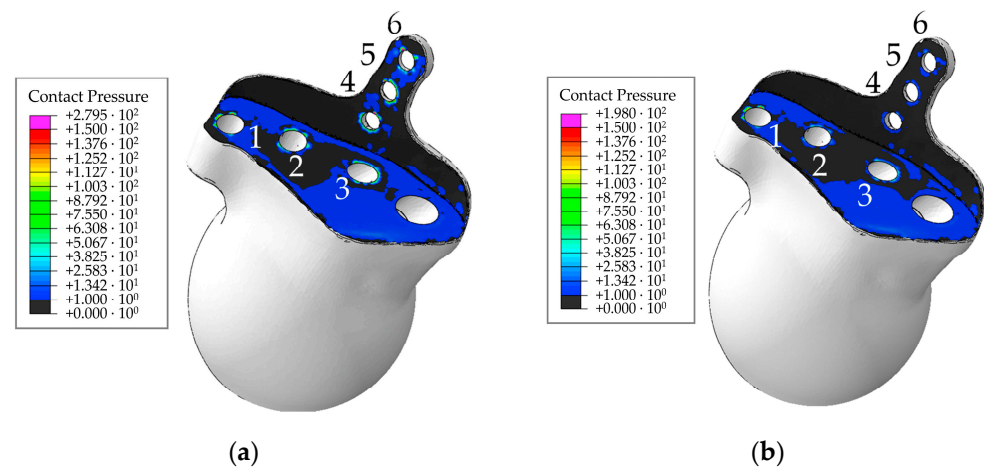 6
5
4
1
2
3
Contact Pressure
+2.795 · 10²
+1.500 · 10²
+1.376 · 10²
+1.252 · 10²
+1.127 · 10¹
+1.003 · 10²
+8.792 · 10¹
+7.550 · 10¹
+6.308 · 10¹
+5.067 · 10¹
+3.825 · 10¹
+2.583 · 10¹
+1.342 · 10¹
+1.000 · 10⁰
+0.000 · 10⁰
(a)
6
5
4
1
2
3
Contact Pressure
+1.980 · 10²
+1.500 · 10²
+1.376 · 10²
+1.252 · 10²
+1.127 · 10¹
+1.003 · 10²
+8.792 · 10¹
+7.550 · 10¹
+6.308 · 10¹
+5.067 · 10¹
+3.825 · 10¹
+2.583 · 10¹
+1.342 · 10¹
+1.000 · 10⁰
+0.000 · 10⁰
(b)